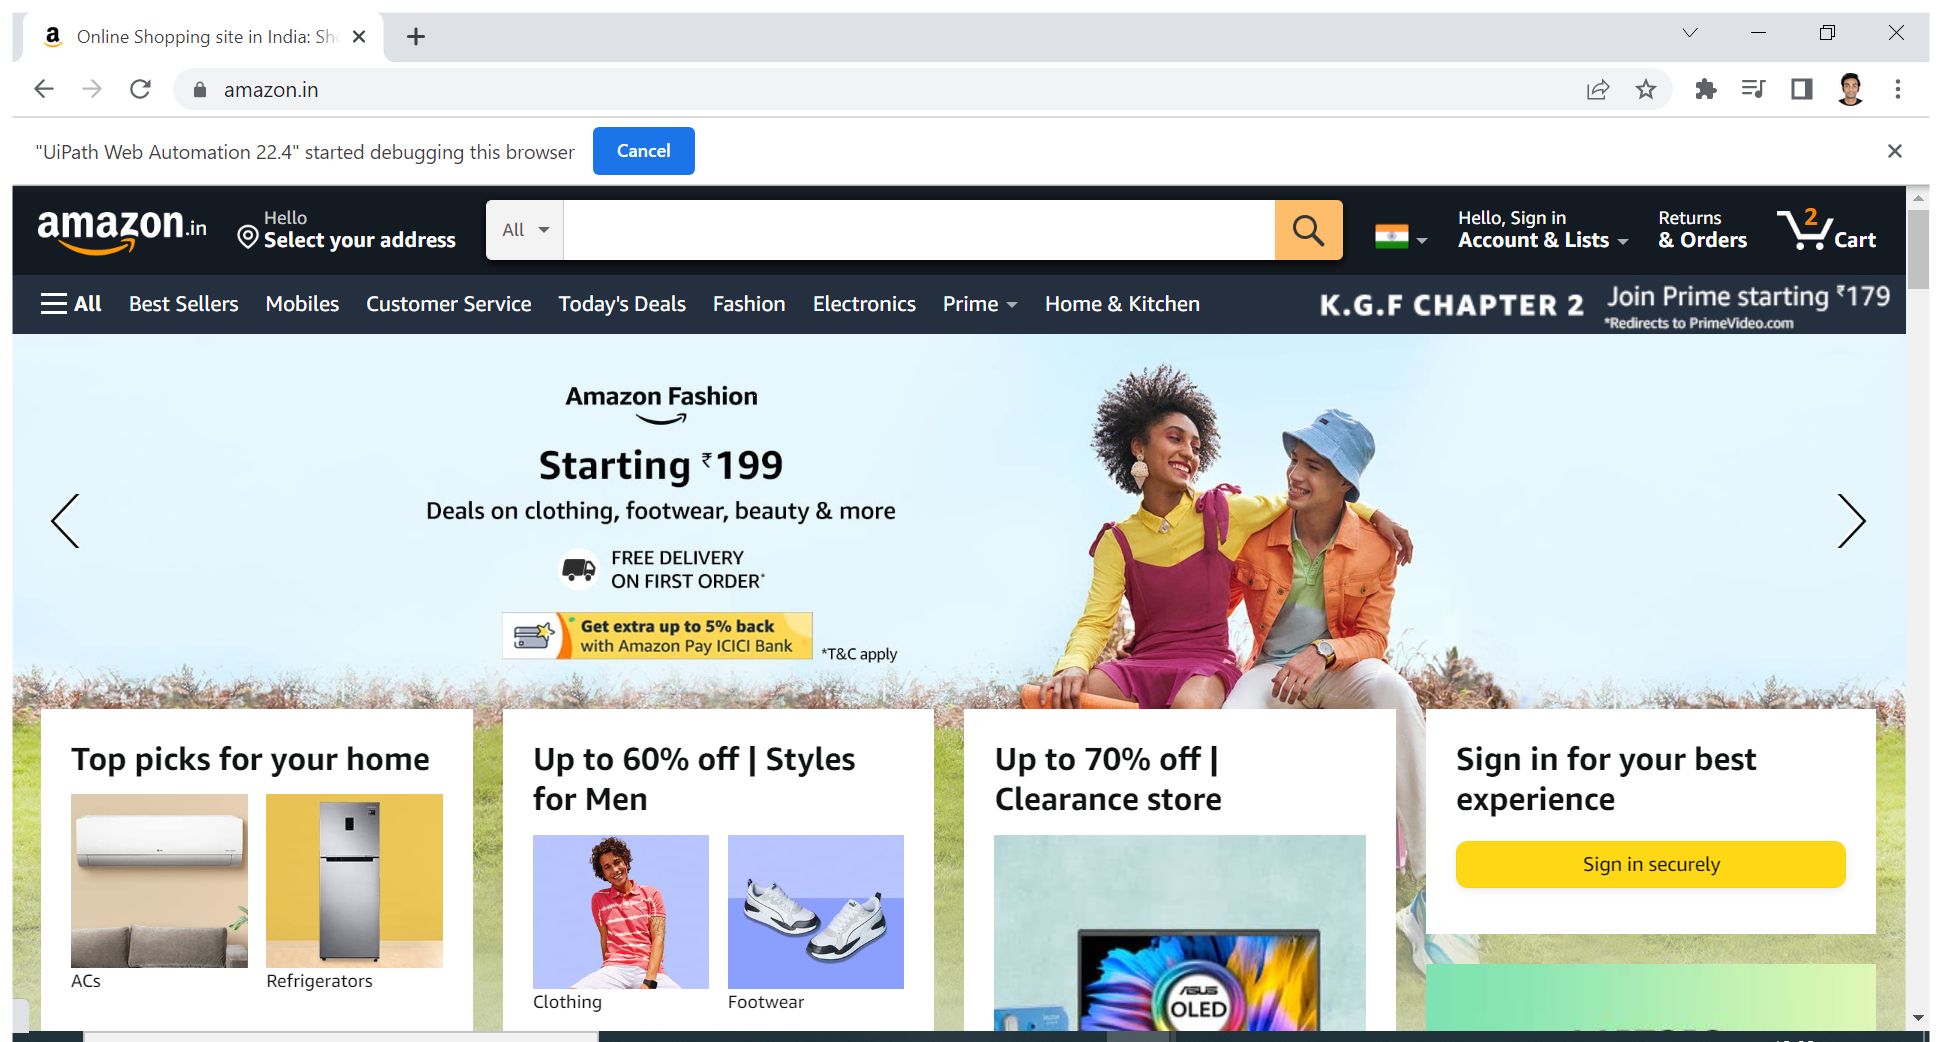 Online Shopping site in India: Sh
amazon.in
"UiPath Web Automation 22.4" started debugging this browser
Cancel
amazon.in
Hello
Select your address
All
Hello, Sign in
Account & Lists
Returns
& Orders
2
Cart
All
Best Sellers
Mobiles
Customer Service
Today's Deals
Fashion
Electronics
Prime
Home & Kitchen
K.G.F CHAPTER 2
Join Prime starting ₹179
*Redirects to PrimeVideo.com
Amazon Fashion
Starting ₹199
Deals on clothing, footwear, beauty & more
FREE DELIVERY
ON FIRST ORDER*
Get extra up to 5% back
with Amazon Pay ICICI Bank
*T&C apply
Top picks for your home
ACs
Refrigerators
Up to 60% off | Styles
for Men
Clothing
Footwear
Up to 70% off |
Clearance store
ASUS
OLED
Sign in for your best
experience
Sign in securely